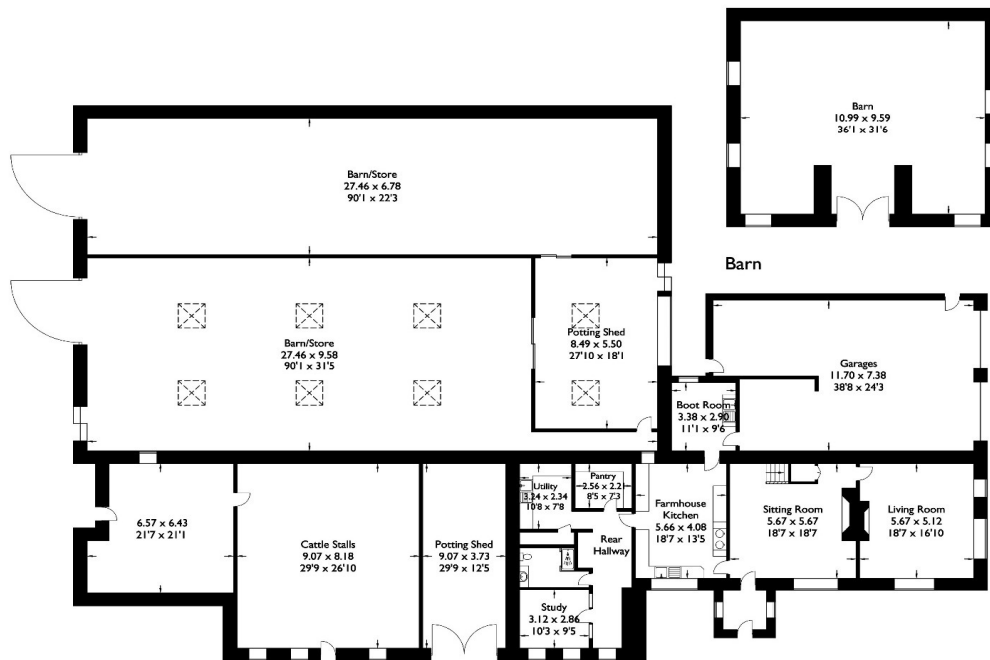 Barn
10.99 x 9.59
36'1 x 31'6
Barn/Store
27.46 x 6.78
90'1 x 22'3
Barn
Barn/Store
27.46 x 9.58
90'1 x 31'5
Potting Shed
8.49 x 5.50
27'10 x 18'1
Garages
11.70 x 7.38
38'8 x 24'3
Boot Room
3.38 x 2.90
11'1 x 9'6
6.57 x 6.43
21'7 x 21'1
Cattle Stalls
9.07 x 8.18
29'9 x 26'10
Potting Shed
9.07 x 3.73
29'9 x 12'5
Utility
3.24 x 2.34
10'8 x 7'8
Pantry
2.56 x 2.21
8'5 x 7'3
Rear
Hallway
Study
3.12 x 2.86
10'3 x 9'5
Farmhouse
Kitchen
5.66 x 4.08
18'7 x 13'5
Sitting Room
5.67 x 5.67
18'7 x 18'7
Living Room
5.67 x 5.12
18'7 x 16'10